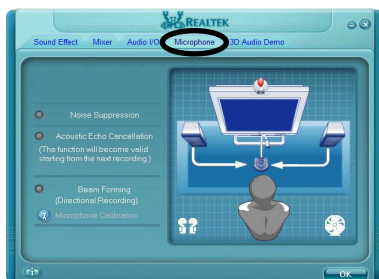 REALTEK
Sound Effect Mixer Audio I/O Microphone 3D Audio Demo
Noise Suppression
Acoustic Echo Cancellation
(The function will become valid
starting from the next recording.)
Beam Forming
(Directional Recording)
Microphone Calibration
OK